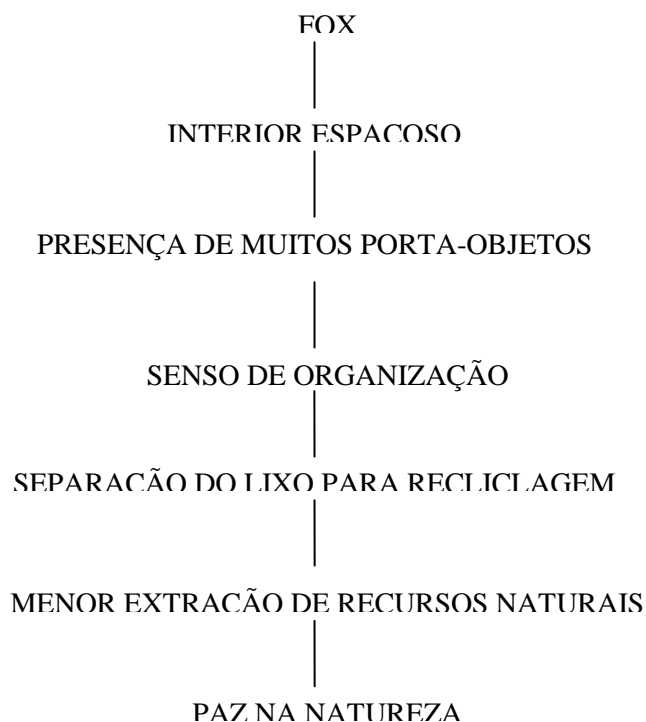 FOX
INTERIOR ESPAÇOSO
PRESENÇA DE MUITOS PORTA-OBJETOS
SENSO DE ORGANIZAÇÃO
SEPARAÇÃO DO LIXO PARA RECLICLAGEM
MENOR EXTRAÇÃO DE RECURSOS NATURAIS
PAZ NA NATUREZA